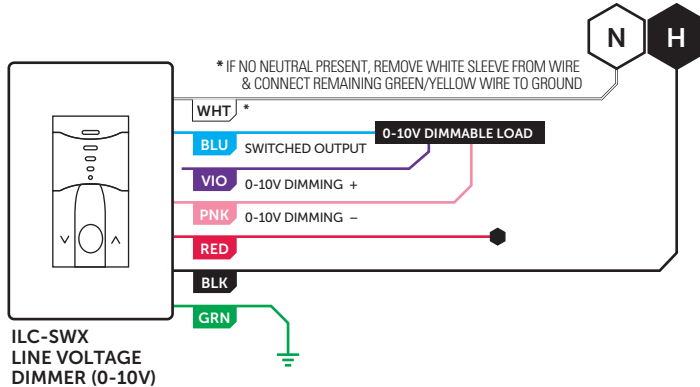 N H
* IF NO NEUTRAL PRESENT, REMOVE WHITE SLEEVE FROM WIRE
& CONNECT REMAINING GREEN/YELLOW WIRE TO GROUND
WHT *
BLU SWITCHED OUTPUT
0-10V DIMMABLE LOAD
VIO 0-10V DIMMING +
PNK 0-10V DIMMING –
RED
BLK
GRN
ILC-SWX
LINE VOLTAGE
DIMMER (0-10V)